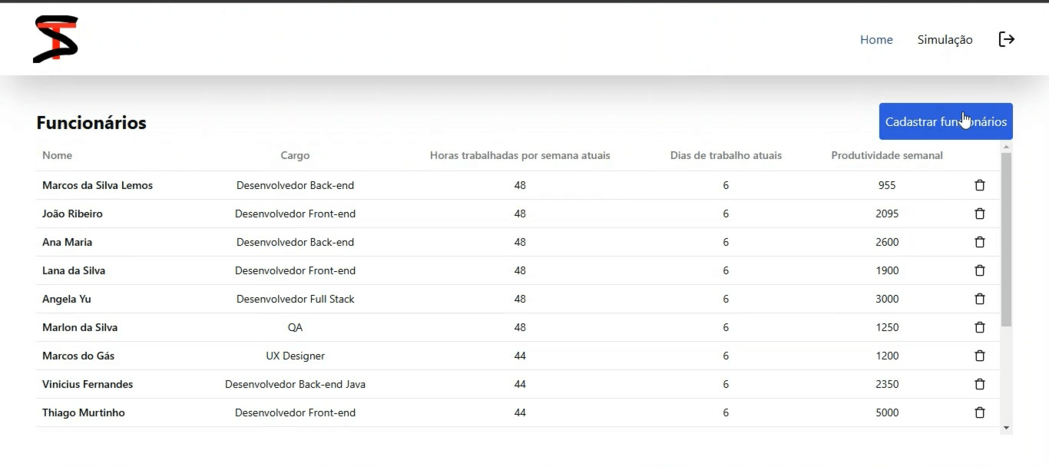 Home Simulação
Funcionários
Cadastrar funcionários
Nome Cargo Horas trabalhadas por semana atuais Dias de trabalho atuais Produtividade semanal
Marcos da Silva Lemos Desenvolvedor Back-end 48 6 955
João Ribeiro Desenvolvedor Front-end 48 6 2095
Ana Maria Desenvolvedor Back-end 48 6 2600
Lana da Silva Desenvolvedor Front-end 48 6 1900
Angela Yu Desenvolvedor Full Stack 48 6 3000
Marlon da Silva QA 48 6 1250
Marcos do Gás UX Designer 44 6 1200
Vinicius Fernandes Desenvolvedor Back-end Java 44 6 2350
Thiago Murtinho Desenvolvedor Front-end 44 6 5000